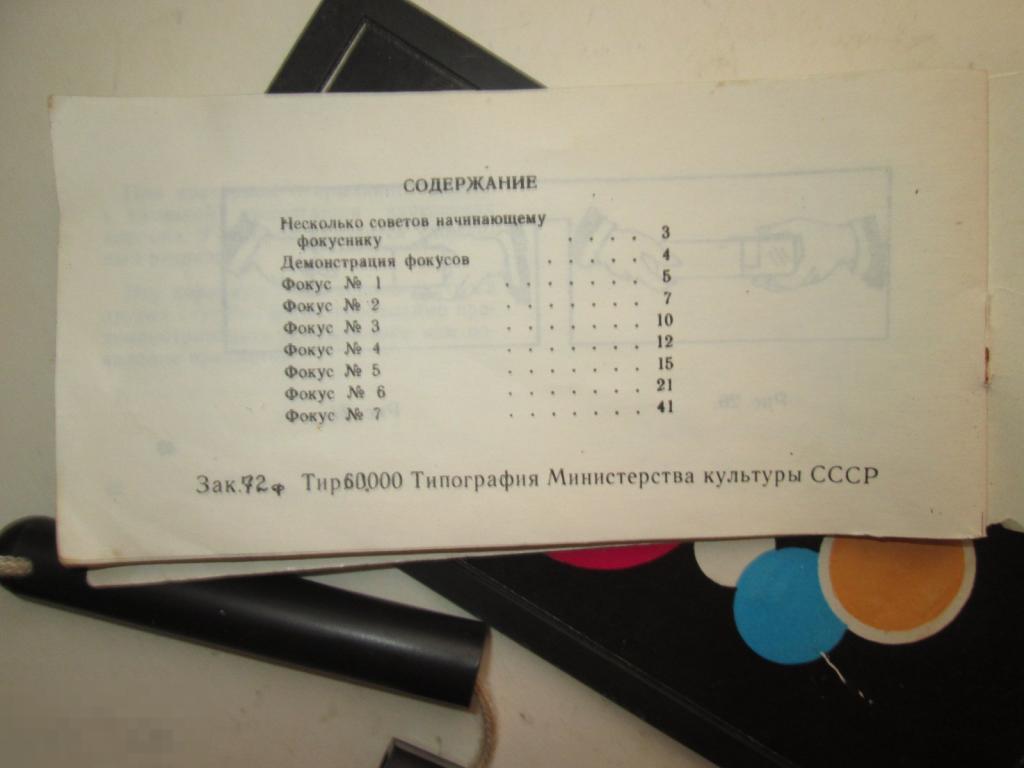 СОДЕРЖАНИЕ
Несколько советов начинающему
фокуснику . . . . 3
Демонстрация фокусов . . . . . 4
Фокус № 1 . . . . . . . 5
Фокус № 2 . . . . . . . 7
Фокус № 3 . . . . . . . 10
Фокус № 4 . . . . . . . 12
Фокус № 5 . . . . . . . 15
Фокус № 6 . . . . . . . 21
Фокус № 7 . . . . . . . 41
Зак.72ф Тир60.000 Типография Министерства культуры СССР